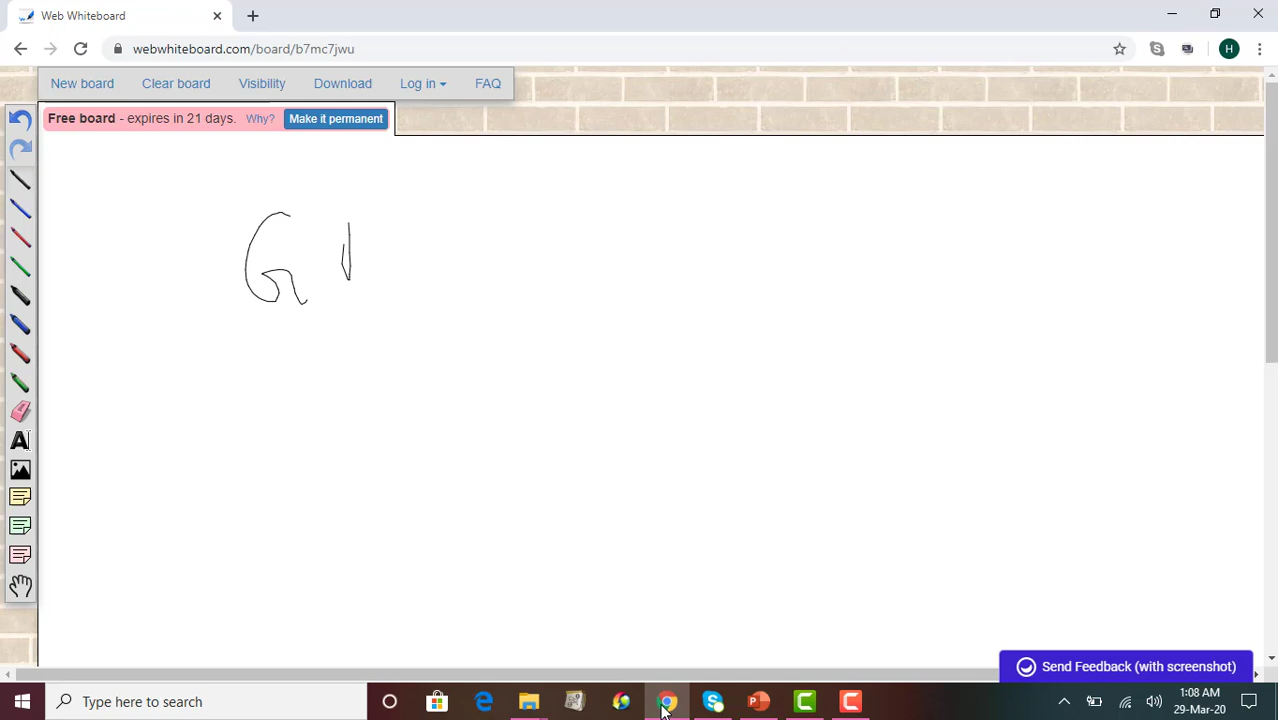 Web Whiteboard
webwhiteboard.com/board/b7mc7jwu
H
New board Clear board Visibility Download Log in FAQ
Free board - expires in 21 days. Why? Make it permanent
G
A
Send Feedback (with screenshot)
Type here to search
1:08 AM
29-Mar-20